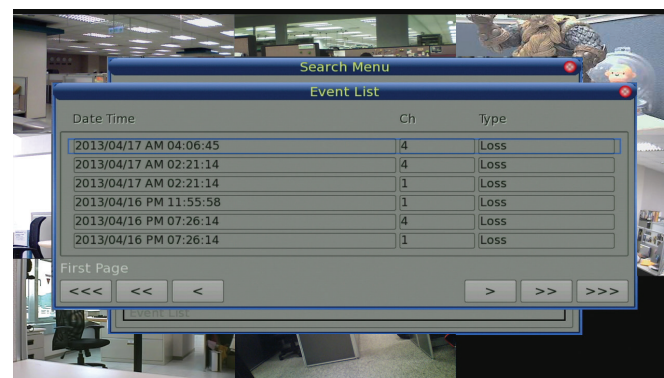 Search Menu
Event List
Date Time Ch Type
2013/04/17 AM 04:06:45 4 Loss
2013/04/17 AM 02:21:14 4 Loss
2013/04/17 AM 02:21:14 1 Loss
2013/04/16 PM 11:55:58 1 Loss
2013/04/16 PM 07:26:14 4 Loss
2013/04/16 PM 07:26:14 1 Loss
First Page
<<< << < > >> >>>
Event List